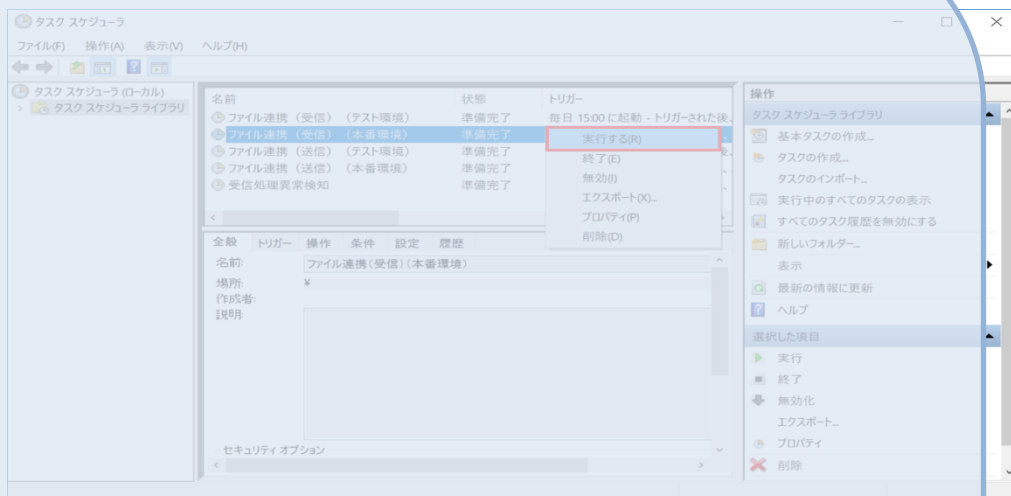 タスク スケジューラ
ファイル(F) 操作(A) 表示(V) ヘルプ(H)
タスク スケジューラ (ローカル)
タスク スケジューラ ライブラリ
名前 状態 トリガー
ファイル連携（受信）（テスト環境） 準備完了 毎日 15:00 に起動 - トリガーされた後、
ファイル連携（受信）（本番環境） 準備完了
ファイル連携（送信）（テスト環境） 準備完了
ファイル連携（送信）（本番環境） 準備完了
受信処理異常検知 準備完了
実行する(R)
終了(E)
無効(I)
エクスポート(X)...
プロパティ(P)
削除(D)
全般 トリガー 操作 条件 設定 履歴
名前: ファイル連携（受信）（本番環境）
場所: ¥
作成者:
説明:
セキュリティ オプション
操作
タスク スケジューラ ライブラリ
基本タスクの作成...
タスクの作成...
タスクのインポート...
実行中のすべてのタスクの表示
すべてのタスク履歴を無効にする
新しいフォルダー...
表示
最新の情報に更新
ヘルプ
選択した項目
実行
終了
無効化
エクスポート...
プロパティ
削除